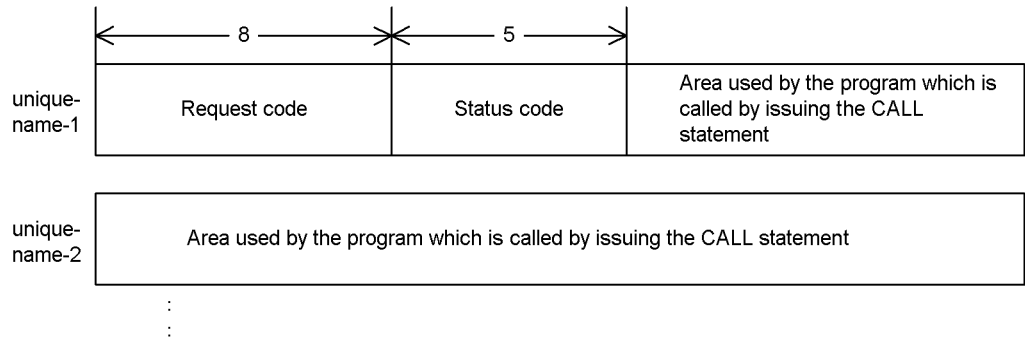 8
5
unique-
name-1
Request code
Status code
Area used by the program which is
called by issuing the CALL
statement
unique-
name-2
Area used by the program which is called by issuing the CALL statement
:
: